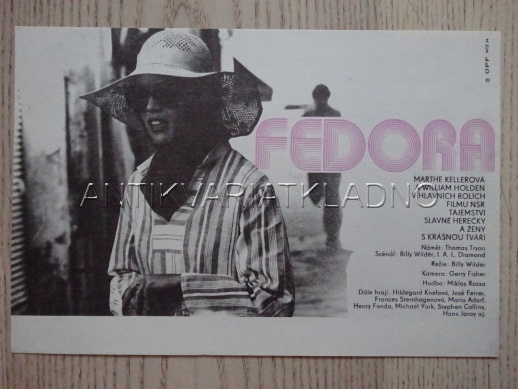 FEDORA
MARTHE KELLEROVÁ
A WILLIAM HOLDEN
V HLAVNÍCH ROLÍCH
FILMU NSR
TAJEMSTVÍ
SLAVNÉ HEREČKY
A ŽENY
S KRÁSNOU TVÁŘÍ
Námět: Thomas Tryon
Scénář: Billy Wilder, I. A. L. Diamond
Režie: Billy Wilder
Kamera: Gerry Fisher
Hudba: Miklos Rozsa
Dále hrají: Hildegard Knefová, José Ferrer,
Frances Sternhagenová, Mario Adorf,
Henry Fonda, Michael York, Stephen Collins,
Hans Jaray aj.
ANTIKVARIATKLADNO